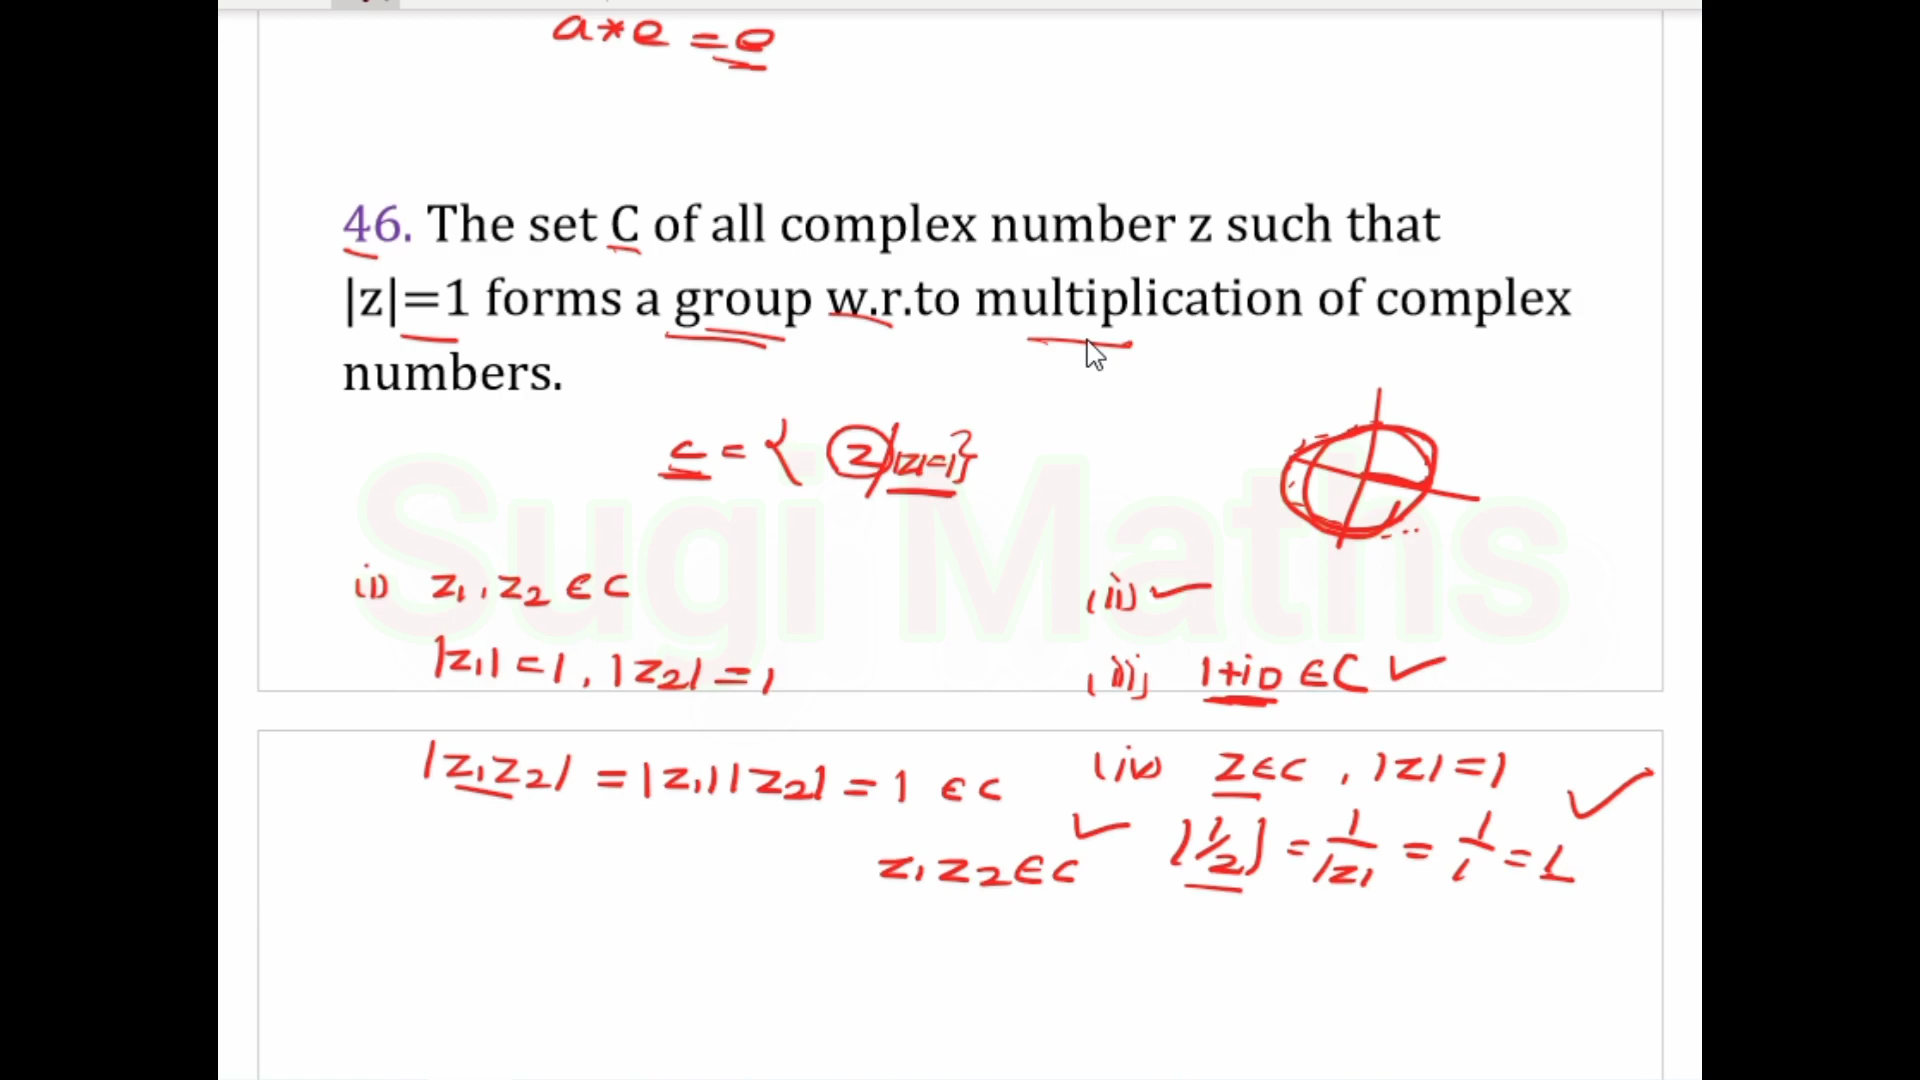 a*e = e
46. The set C of all complex number z such that
|z|=1 forms a group w.r.to multiplication of complex
numbers.
C = { z/|z|=1}
Sugi Maths
(i) z₁, z₂ ∈ C
|z₁| = 1, |z₂| = 1
|z₁z₂| = |z₁||z₂| = 1 ∈ C
z₁z₂ ∈ C
(ii) ✓
(iii) 1+i0 ∈ C ✓
(iv) z ∈ C, |z| = 1
|1/z| = 1/|z| = 1/1 = 1